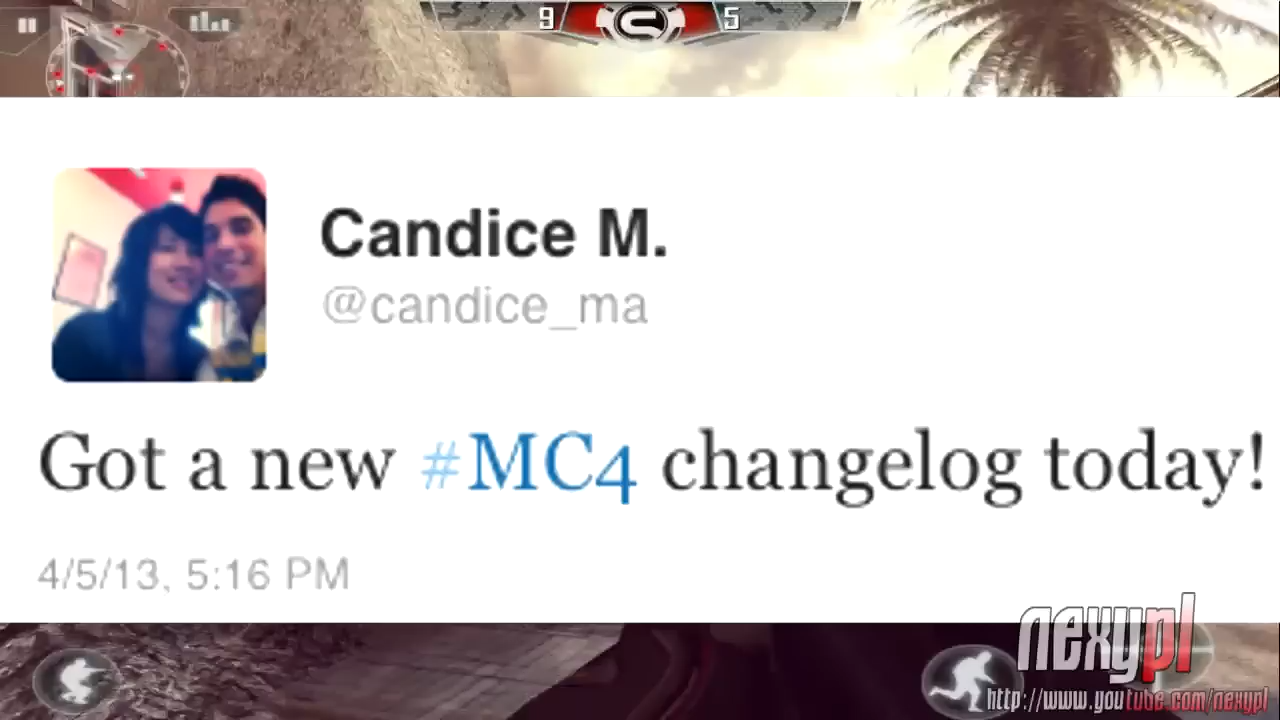 9 5
Candice M.
@candice_ma
Got a new #MC4 changelog today!
4/5/13, 5:16 PM
nexypl
http://www.youtube.com/nexypl